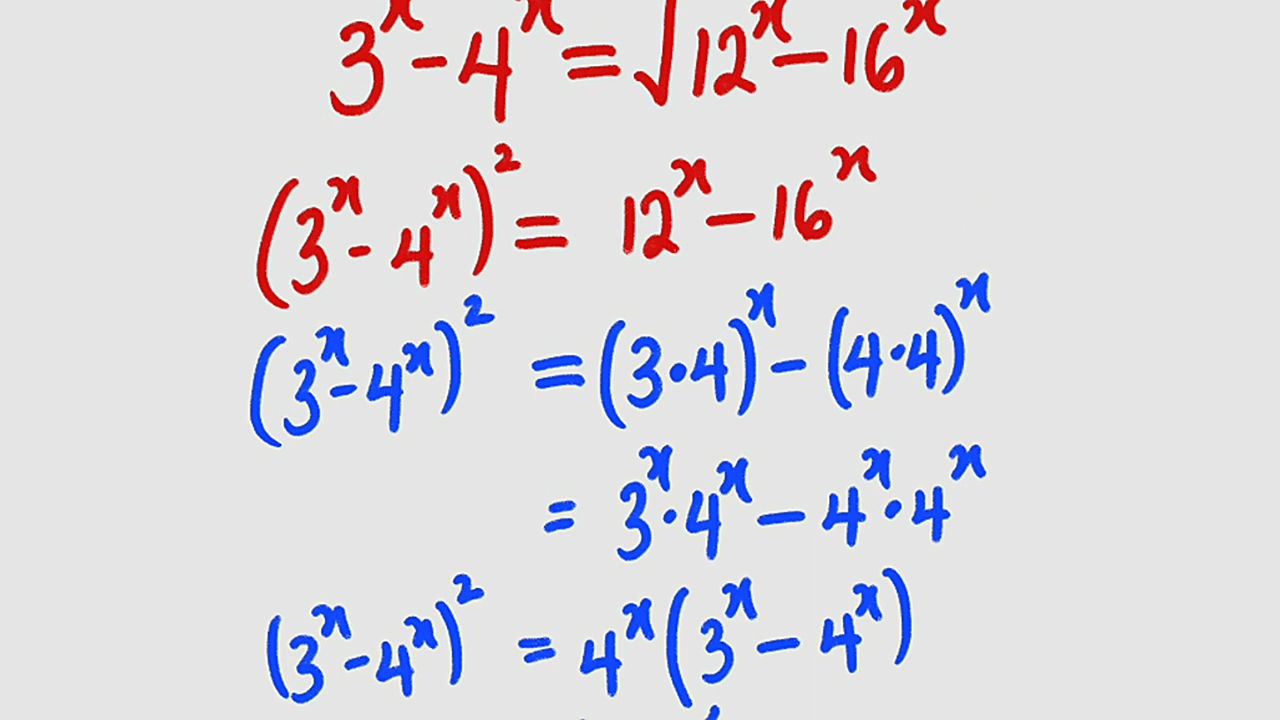 3^x - 4^x = √12^x - 16^x
(3^x - 4^x)^2 = 12^x - 16^x
(3^x - 4^x)^2 = (3·4)^x - (4·4)^x
= 3^x·4^x - 4^x·4^x
(3^x - 4^x)^2 = 4^x(3^x - 4^x)